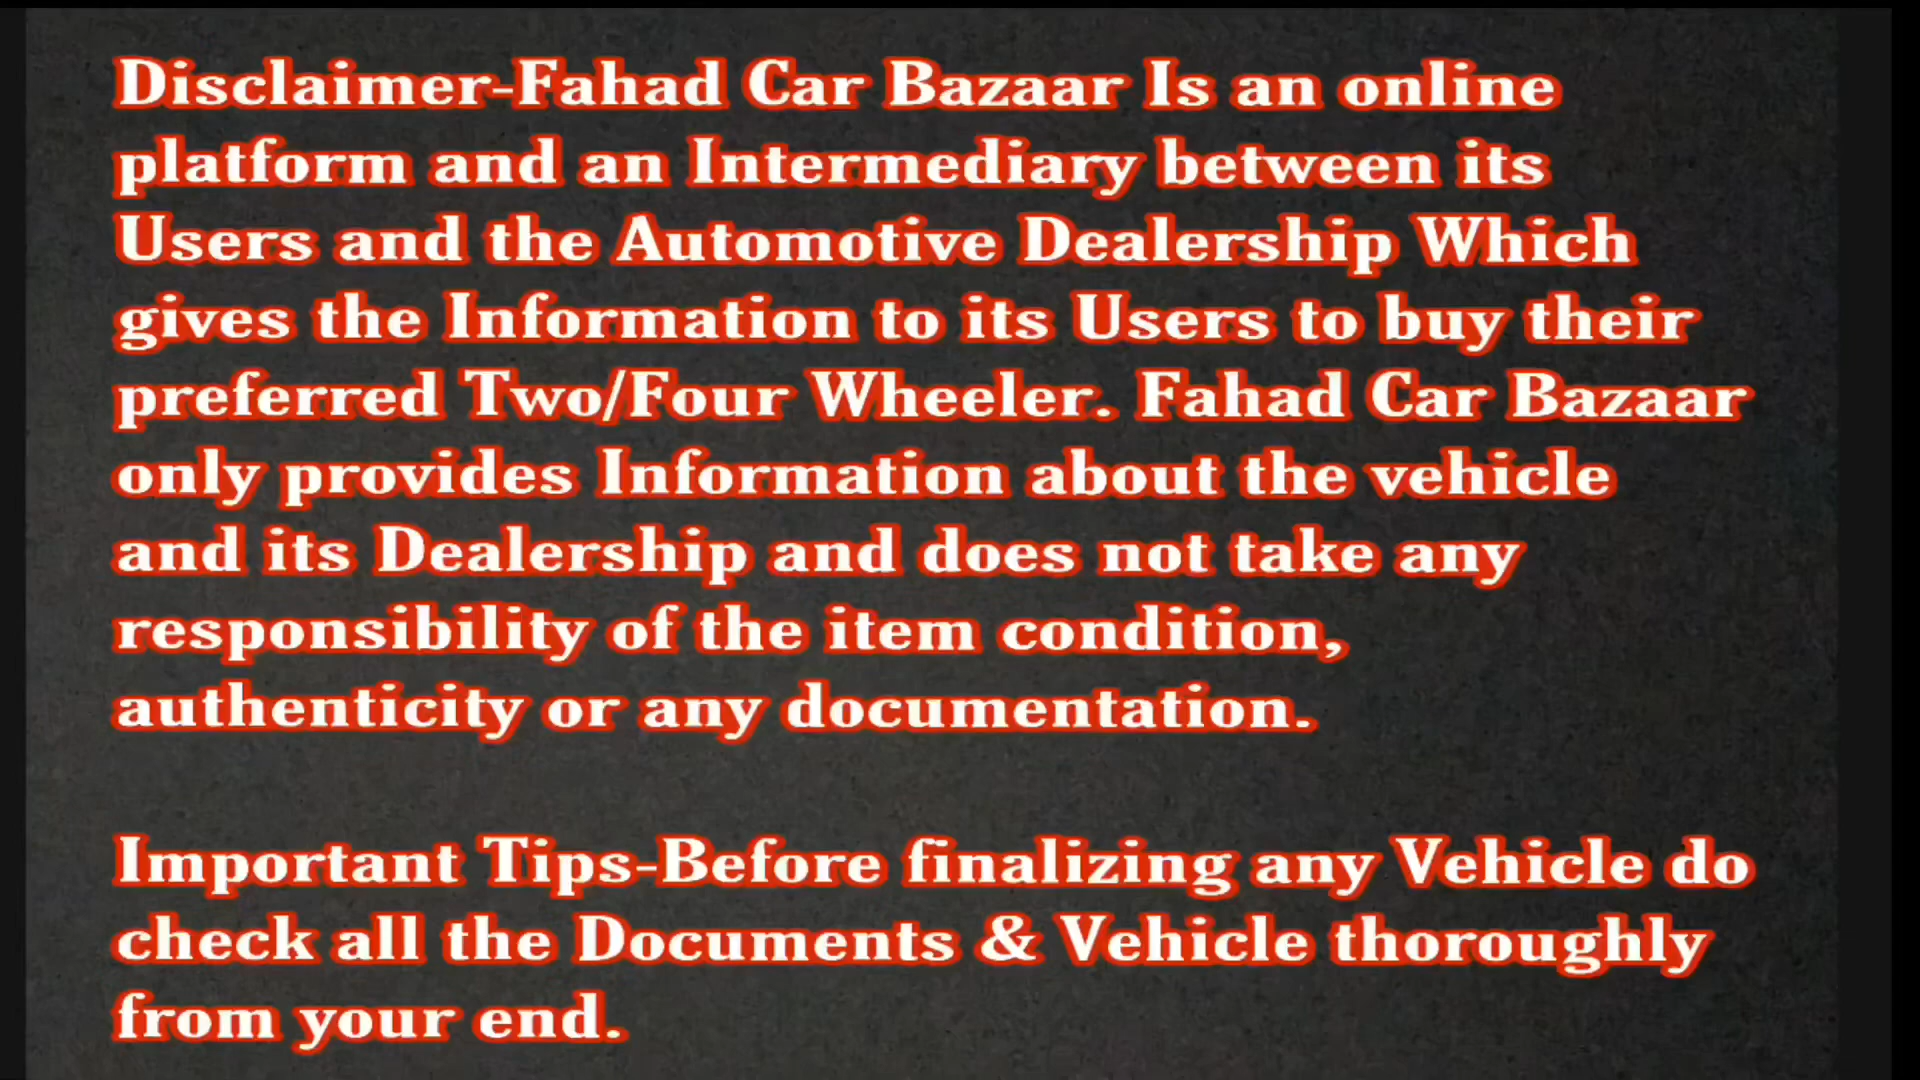 Disclaimer-Fahad Car Bazaar Is an online
platform and an Intermediary between its
Users and the Automotive Dealership Which
gives the Information to its Users to buy their
preferred Two/Four Wheeler. Fahad Car Bazaar
only provides Information about the vehicle
and its Dealership and does not take any
responsibility of the item condition,
authenticity or any documentation.
Important Tips-Before finalizing any Vehicle do
check all the Documents & Vehicle thoroughly
from your end.